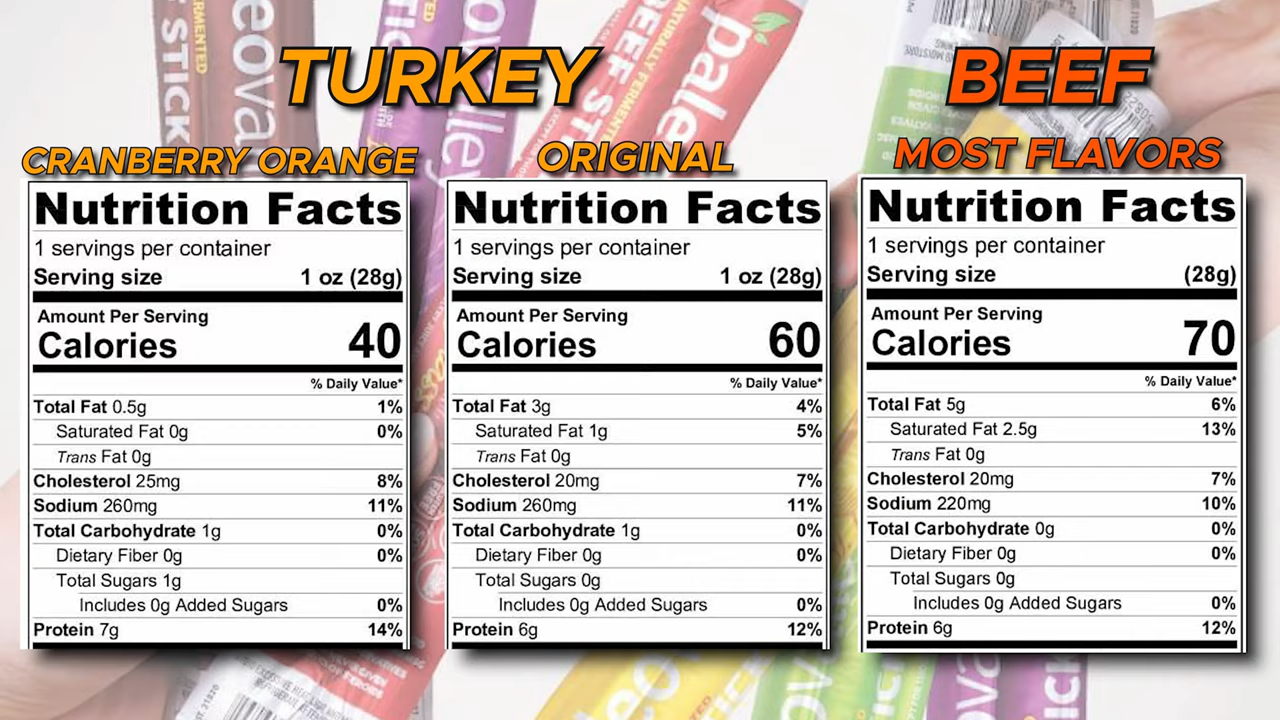 TURKEY
BEEF
CRANBERRY ORANGE
ORIGINAL
MOST FLAVORS
Nutrition Facts
1 servings per container
Serving size 1 oz (28g)
Amount Per Serving
Calories 40
% Daily Value*
Total Fat 0.5g 1%
Saturated Fat 0g 0%
Trans Fat 0g
Cholesterol 25mg 8%
Sodium 260mg 11%
Total Carbohydrate 1g 0%
Dietary Fiber 0g 0%
Total Sugars 1g
Includes 0g Added Sugars 0%
Protein 7g 14%
Nutrition Facts
1 servings per container
Serving size 1 oz (28g)
Amount Per Serving
Calories 60
% Daily Value*
Total Fat 3g 4%
Saturated Fat 1g 5%
Trans Fat 0g
Cholesterol 20mg 7%
Sodium 260mg 11%
Total Carbohydrate 1g 0%
Dietary Fiber 0g 0%
Total Sugars 0g
Includes 0g Added Sugars 0%
Protein 6g 12%
Nutrition Facts
1 servings per container
Serving size (28g)
Amount Per Serving
Calories 70
% Daily Value*
Total Fat 5g 6%
Saturated Fat 2.5g 13%
Trans Fat 0g
Cholesterol 20mg 7%
Sodium 220mg 10%
Total Carbohydrate 0g 0%
Dietary Fiber 0g 0%
Total Sugars 0g
Includes 0g Added Sugars 0%
Protein 6g 12%
STICK
eova
pale
NATURALLY FERMENTED
BEEF ST